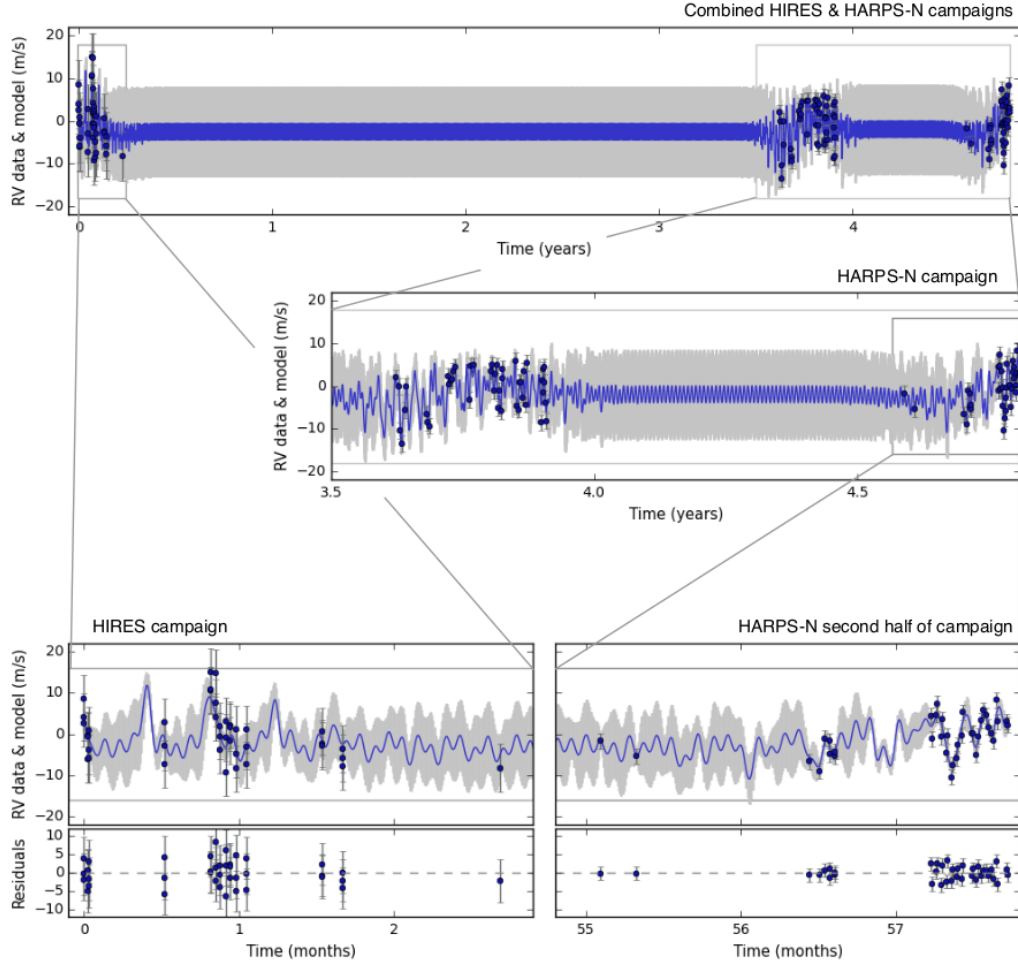 Combined HIRES & HARPS-N campaigns
RV data & model (m/s)
20
10
0
−10
−20
0
1
2
3
4
Time (years)
HARPS-N campaign
RV data & model (m/s)
20
10
0
−10
−20
3.5
4.0
4.5
Time (years)
HIRES campaign
HARPS-N second half of campaign
RV data & model (m/s)
20
10
0
−10
−20
Residuals
10
5
0
−5
−10
0
1
2
55
56
57
Time (months)
Time (months)